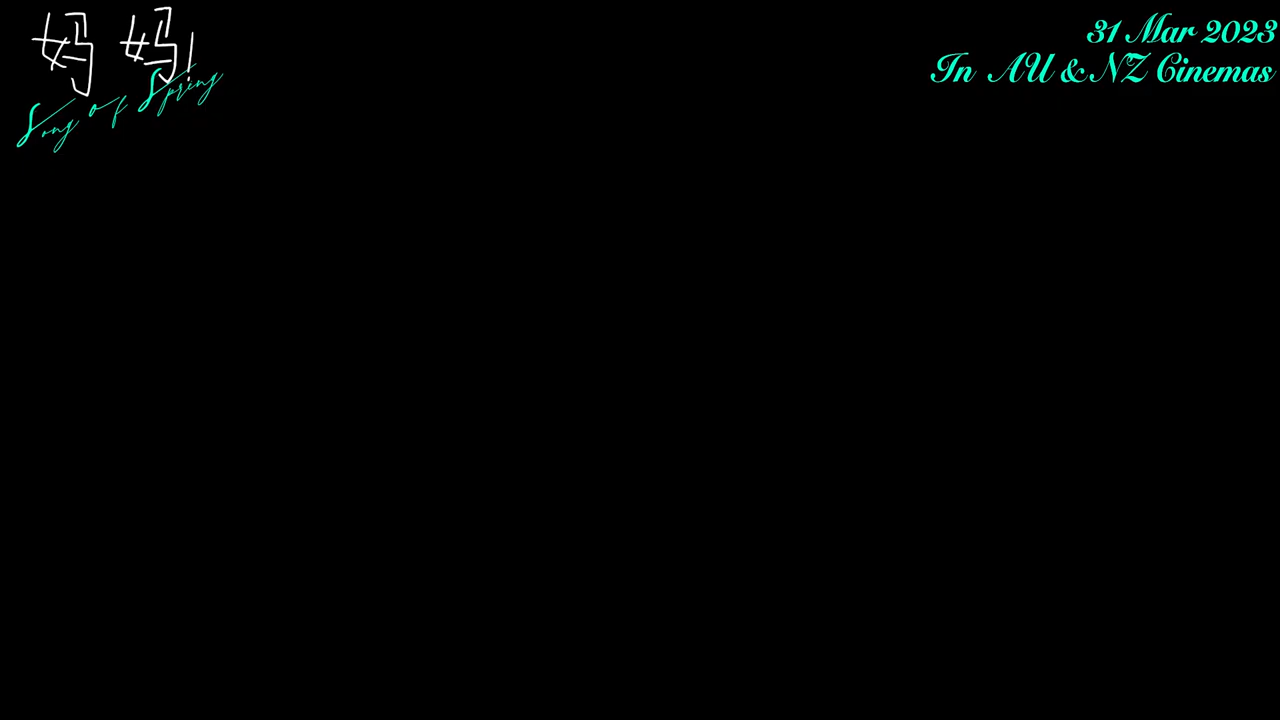 妈妈!
Song of Spring
31 Mar 2023
In AU & NZ Cinemas